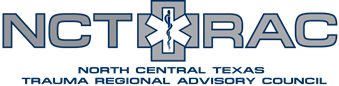 NCT RAC
NORTH CENTRAL TEXAS
TRAUMA REGIONAL ADVISORY COUNCIL